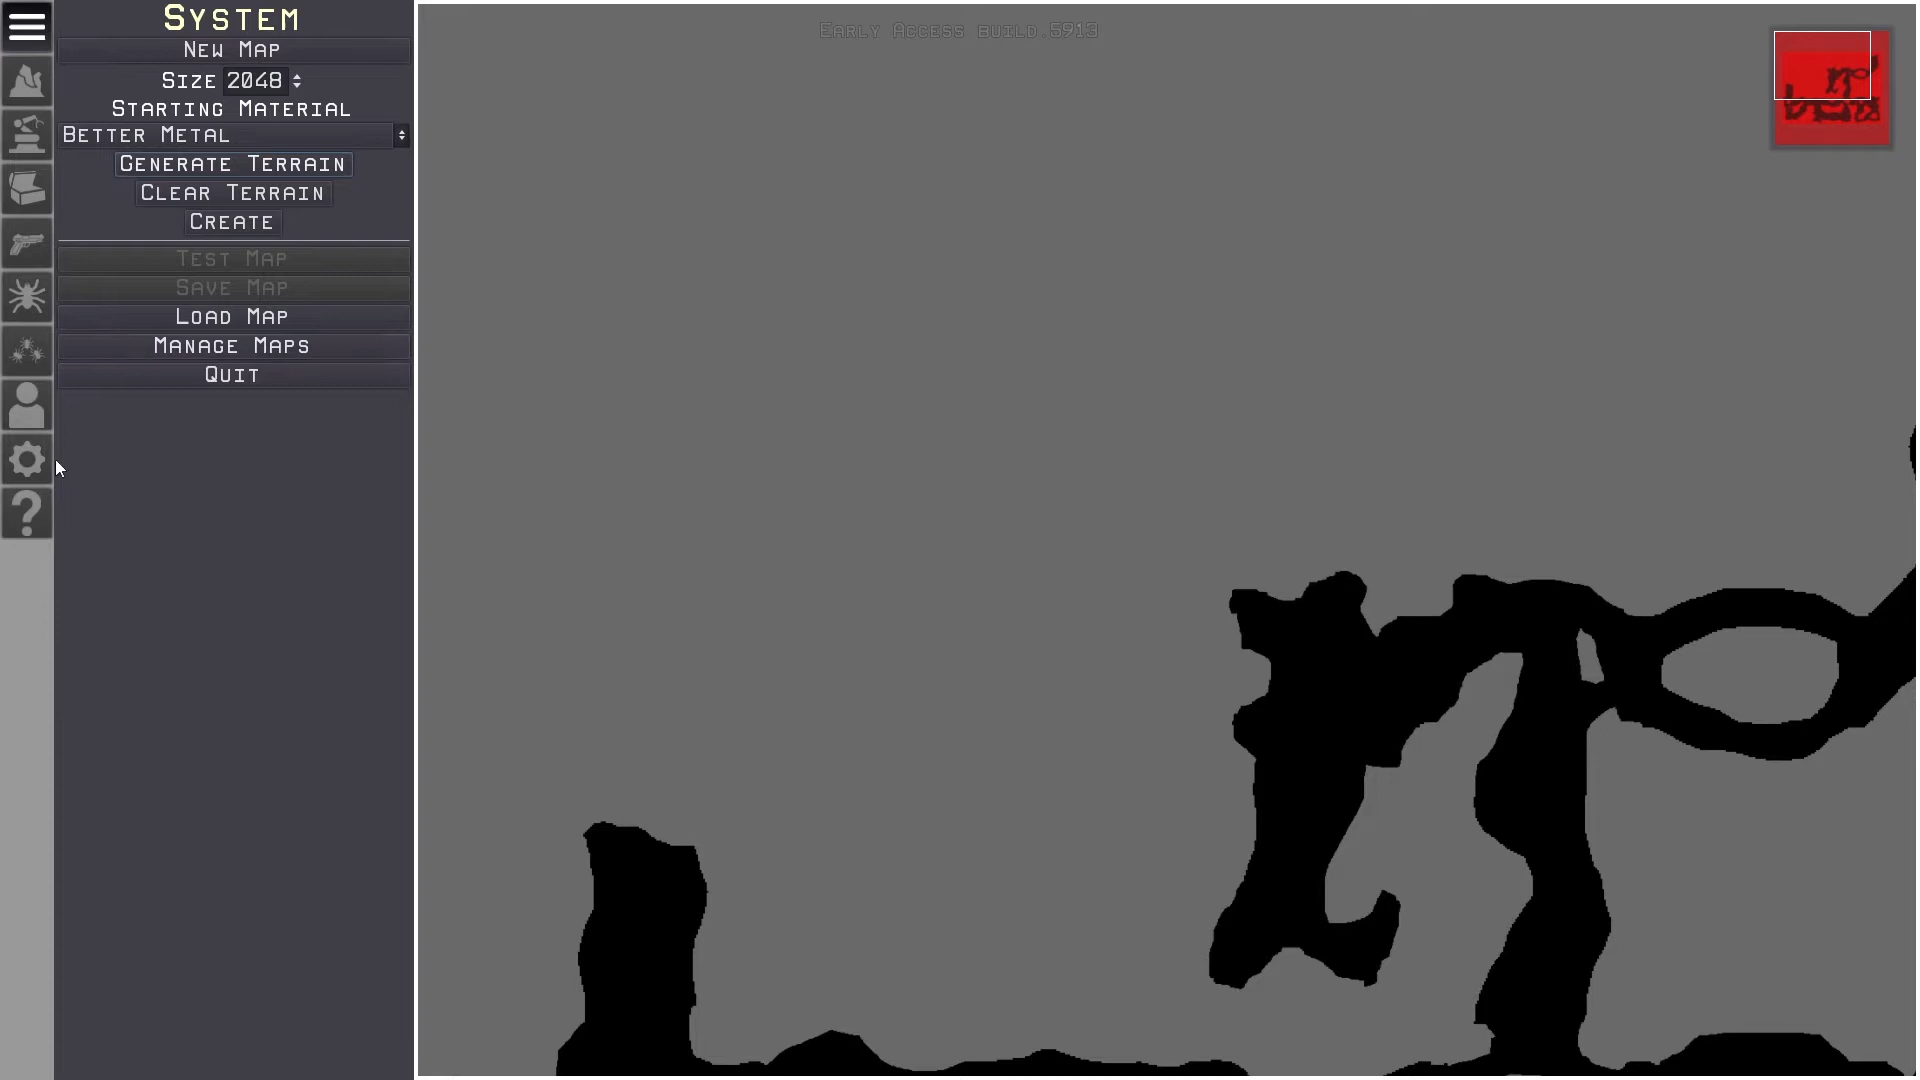 System
New Map
Size 2048
Starting Material
Better Metal
Generate Terrain
Clear Terrain
Create
Test Map
Save Map
Load Map
Manage Maps
Quit
?
Early Access build.5913